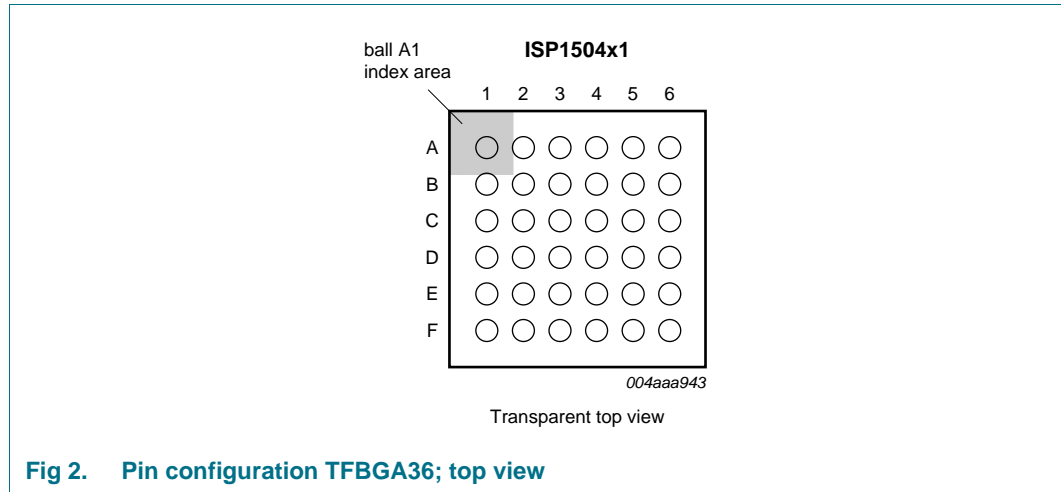 ball A1
index area
ISP1504x1
1 2 3 4 5 6
A
B
C
D
E
F
004aaa943
Transparent top view
Fig 2. Pin configuration TFBGA36; top view